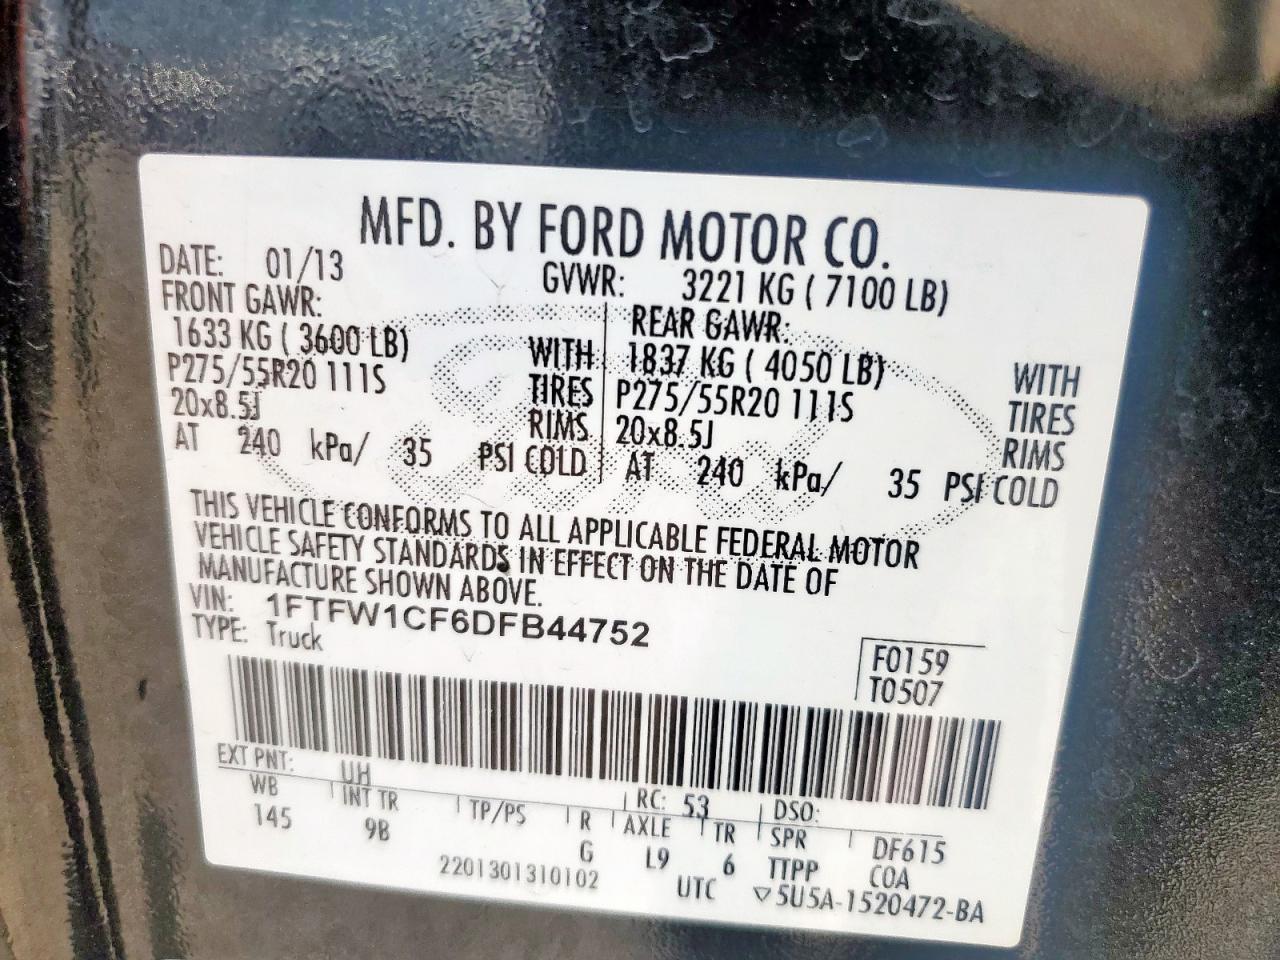 MFD. BY FORD MOTOR CO.
DATE: 01/13 GVWR: 3221 KG ( 7100 LB)
FRONT GAWR: REAR GAWR:
1633 KG ( 3600 LB) WITH 1837 KG ( 4050 LB) WITH
P275/55R20 111S TIRES P275/55R20 111S TIRES
20x8.5J RIMS 20x8.5J RIMS
AT 240 kPa/ 35 PSI COLD AT 240 kPa/ 35 PSI COLD
THIS VEHICLE CONFORMS TO ALL APPLICABLE FEDERAL MOTOR
VEHICLE SAFETY STANDARDS IN EFFECT ON THE DATE OF
MANUFACTURE SHOWN ABOVE.
VIN: 1FTFW1CF6DFB44752
TYPE: Truck
F0159
T0507
EXT PNT: UH RC: 53 DSO:
WB INT TR TP/PS R AXLE TR SPR DF615
145 9B G L9 6 TTPP COA
2201301310102 UTC ▽5U5A-1520472-BA